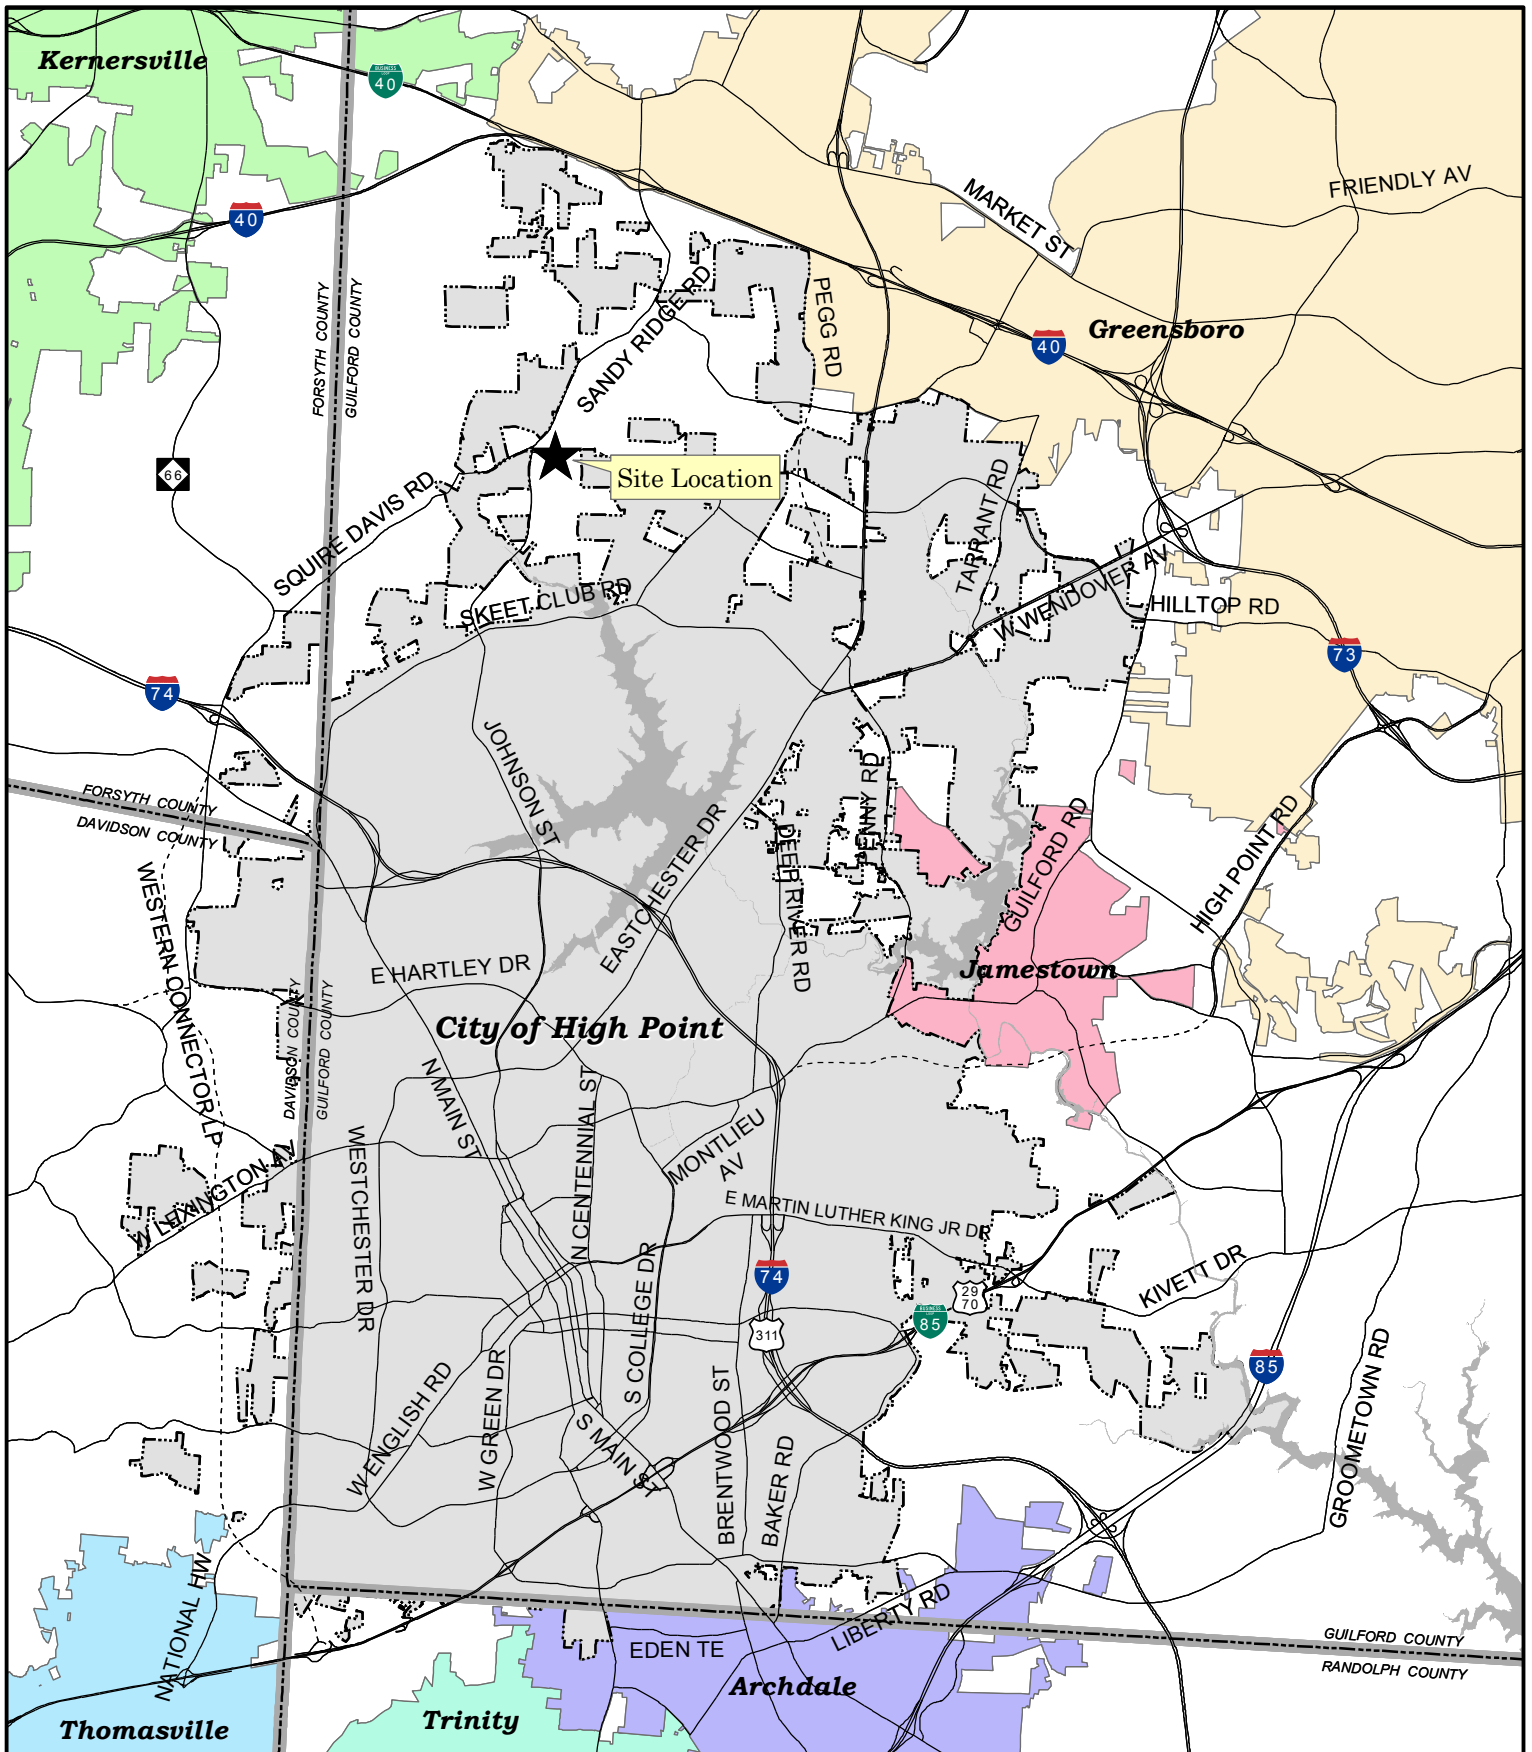 Kernersville
BUSINESS
LOOP
40
40
FRIENDLY AV
MARKET ST
FORSYTH COUNTY
GUILFORD COUNTY
SANDY RIDGE RD
PEGG RD
Greensboro
40
66
Site Location
SQUIRE DAVIS RD
TARRANT RD
SKEET CLUB RD
W WENDOVER AV
HILLTOP RD
73
74
JOHNSON ST
PENNY RD
FORSYTH COUNTY
DAVIDSON COUNTY
EASTCHESTER DR
DEEP RIVER RD
GUILFORD RD
HIGH POINT RD
WESTERN CONNECTOR LP
E HARTLEY DR
Jamestown
DAVIDSON COUNTY
GUILFORD COUNTY
City of High Point
N MAIN ST
N CENTENNIAL ST
MONTLIEU
AV
W LEXINGTON AV
WESTCHESTER DR
E MARTIN LUTHER KING JR DR
S COLLEGE DR
74
29
70
KIVETT DR
BUSINESS
LOOP
85
311
85
W ENGLISH RD
W GREEN DR
S MAIN ST
BRENTWOOD ST
BAKER RD
GROOMETOWN RD
NATIONAL HW
LIBERTY RD
EDEN TE
GUILFORD COUNTY
RANDOLPH COUNTY
Archdale
Trinity
Thomasville